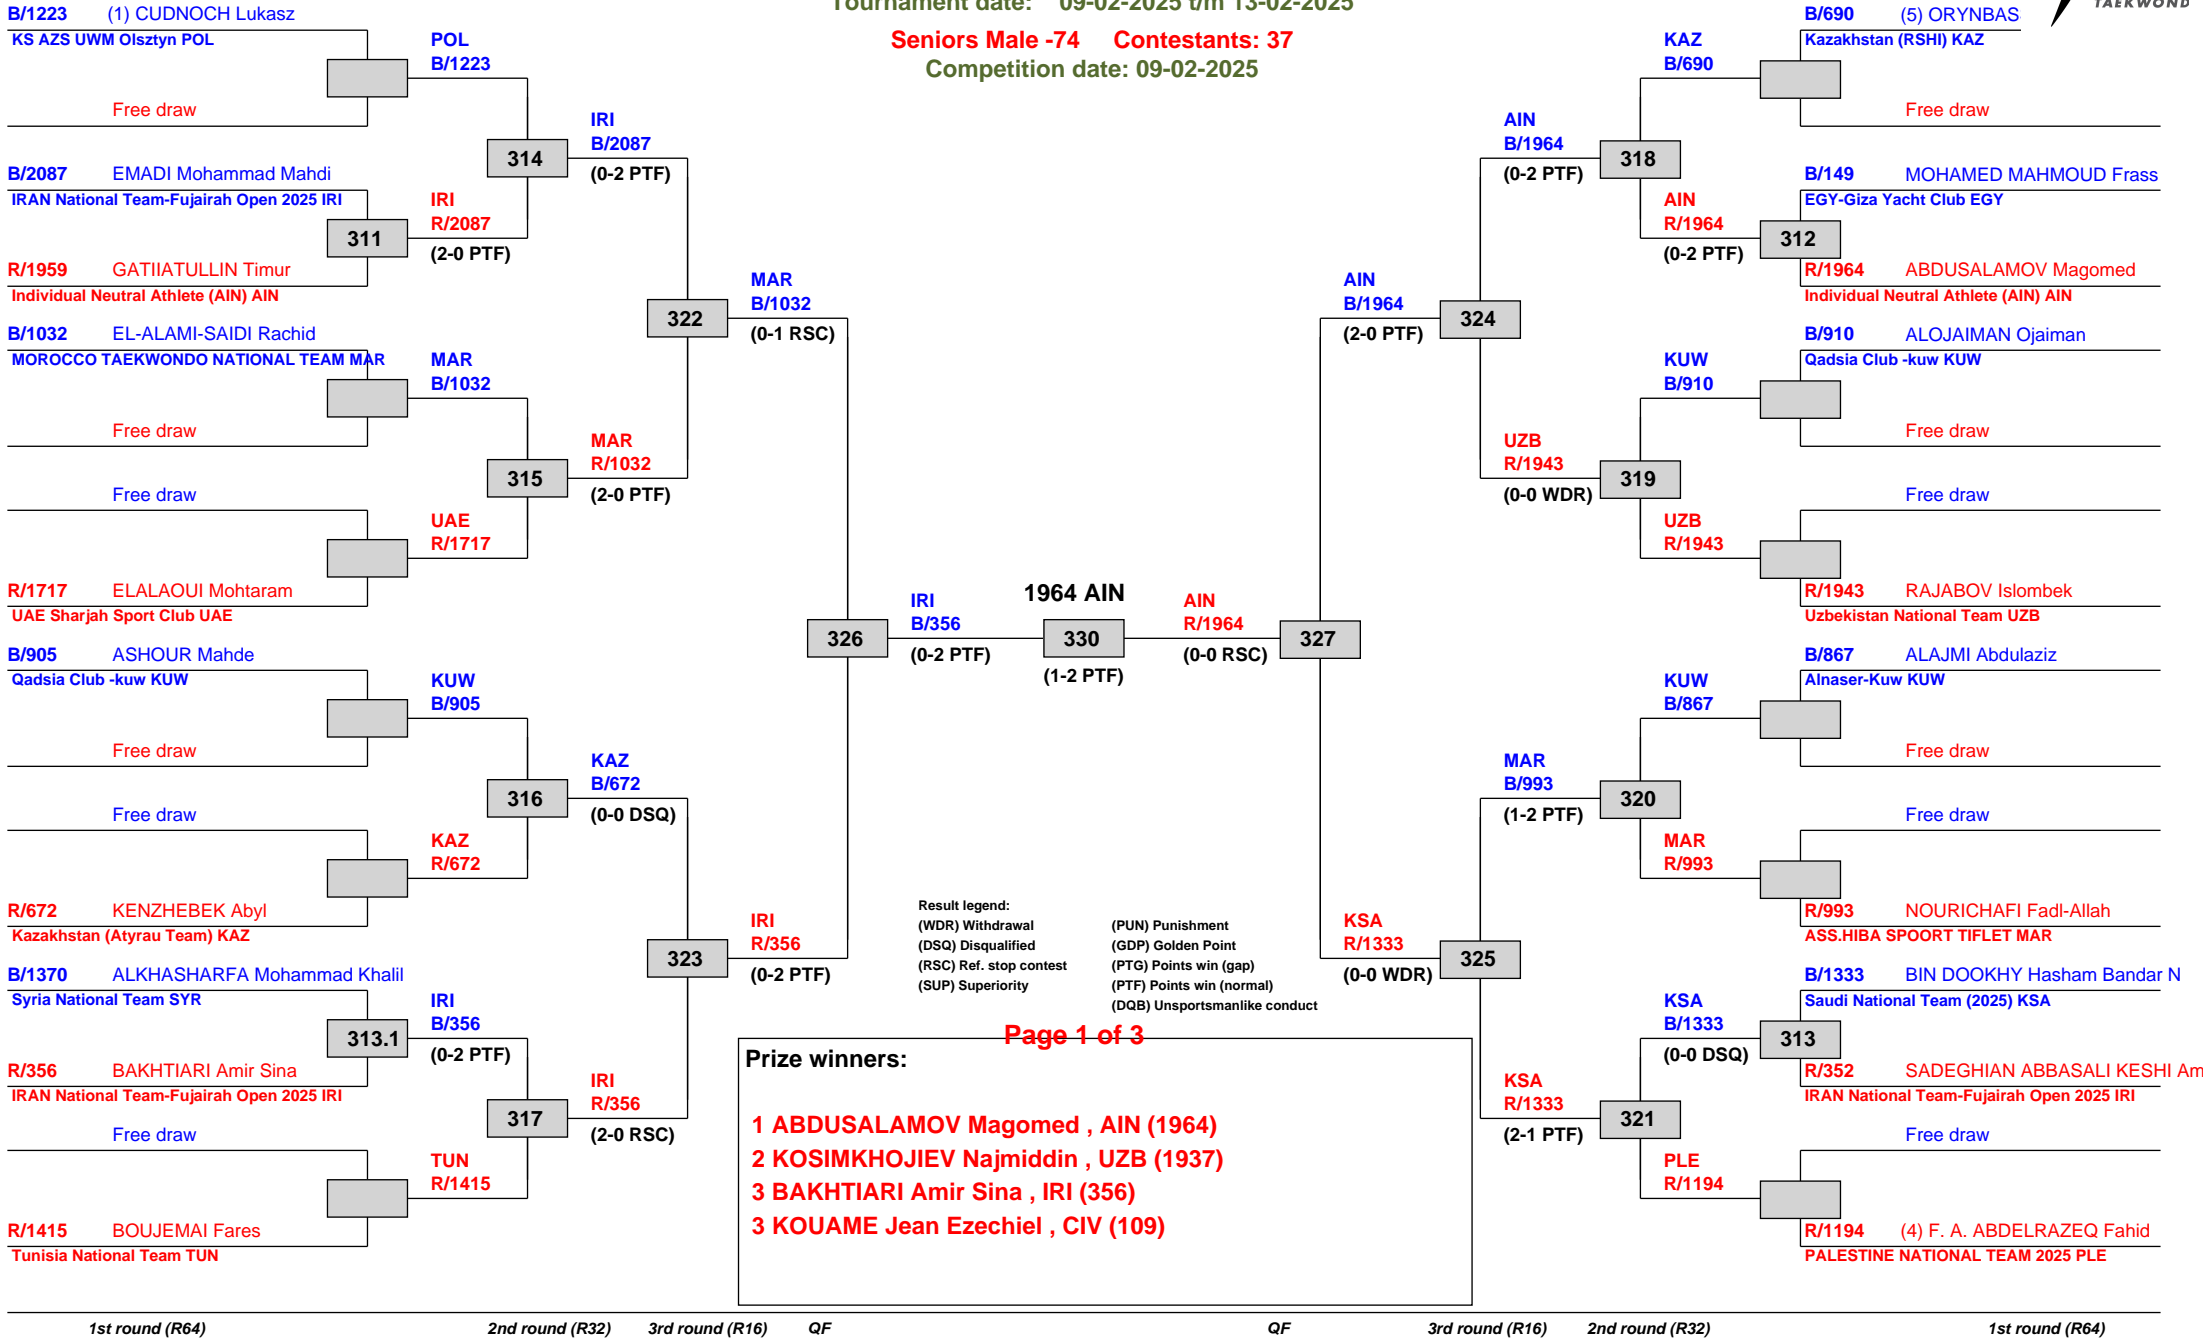 Tournament date: 09-02-2025 t/m 13-02-2025
Seniors Male -74 Contestants: 37
Competition date: 09-02-2025
TAEKWOND
B/1223 (1) CUDNOCH Lukasz
KS AZS UWM Olsztyn POL
Free draw
B/2087 EMADI Mohammad Mahdi
IRAN National Team-Fujairah Open 2025 IRI
311
R/1959 GATIIATULLIN Timur
Individual Neutral Athlete (AIN) AIN
B/1032 EL-ALAMI-SAIDI Rachid
MOROCCO TAEKWONDO NATIONAL TEAM MAR
Free draw
Free draw
R/1717 ELALAOUI Mohtaram
UAE Sharjah Sport Club UAE
B/905 ASHOUR Mahde
Qadsia Club -kuw KUW
Free draw
Free draw
R/672 KENZHEBEK Abyl
Kazakhstan (Atyrau Team) KAZ
B/1370 ALKHASHARFA Mohammad Khalil
Syria National Team SYR
313.1
R/356 BAKHTIARI Amir Sina
IRAN National Team-Fujairah Open 2025 IRI
Free draw
R/1415 BOUJEMAI Fares
Tunisia National Team TUN
POL
B/1223
314
IRI
R/2087
(2-0 PTF)
MAR
B/1032
315
UAE
R/1717
KUW
B/905
316
KAZ
R/672
IRI
B/356
(0-2 PTF)
317
TUN
R/1415
IRI
B/2087
(0-2 PTF)
322
MAR
R/1032
(2-0 PTF)
KAZ
B/672
(0-0 DSQ)
323
IRI
R/356
(2-0 RSC)
MAR
B/1032
(0-1 RSC)
326
IRI
R/356
(0-2 PTF)
IRI
B/356
(0-2 PTF)
1964 AIN
330
(1-2 PTF)
AIN
R/1964
(0-0 RSC)
327
AIN
B/1964
(2-0 PTF)
324
KSA
R/1333
(0-0 WDR)
325
AIN
B/1964
(0-2 PTF)
318
UZB
R/1943
(0-0 WDR)
319
MAR
B/993
(1-2 PTF)
320
KSA
R/1333
(2-1 PTF)
321
KAZ
B/690
AIN
R/1964
(0-2 PTF)
312
KUW
B/910
UZB
R/1943
KUW
B/867
MAR
R/993
KSA
B/1333
(0-0 DSQ)
313
PLE
R/1194
B/690 (5) ORYNBAS
Kazakhstan (RSHI) KAZ
Free draw
B/149 MOHAMED MAHMOUD Frass
EGY-Giza Yacht Club EGY
R/1964 ABDUSALAMOV Magomed
Individual Neutral Athlete (AIN) AIN
B/910 ALOJAIMAN Ojaiman
Qadsia Club -kuw KUW
Free draw
Free draw
R/1943 RAJABOV Islombek
Uzbekistan National Team UZB
B/867 ALAJMI Abdulaziz
Alnaser-Kuw KUW
Free draw
Free draw
R/993 NOURICHAFI Fadl-Allah
ASS.HIBA SPOORT TIFLET MAR
B/1333 BIN DOOKHY Hasham Bandar N
Saudi National Team (2025) KSA
R/352 SADEGHIAN ABBASALI KESHI Am
IRAN National Team-Fujairah Open 2025 IRI
Free draw
R/1194 (4) F. A. ABDELRAZEQ Fahid
PALESTINE NATIONAL TEAM 2025 PLE
Result legend:
(WDR) Withdrawal (PUN) Punishment
(DSQ) Disqualified (GDP) Golden Point
(RSC) Ref. stop contest (PTG) Points win (gap)
(SUP) Superiority (PTF) Points win (normal)
(DQB) Unsportsmanlike conduct
Page 1 of 3
Prize winners:
1 ABDUSALAMOV Magomed , AIN (1964)
2 KOSIMKHOJIEV Najmiddin , UZB (1937)
3 BAKHTIARI Amir Sina , IRI (356)
3 KOUAME Jean Ezechiel , CIV (109)
1st round (R64) 2nd round (R32) 3rd round (R16) QF QF 3rd round (R16) 2nd round (R32) 1st round (R64)